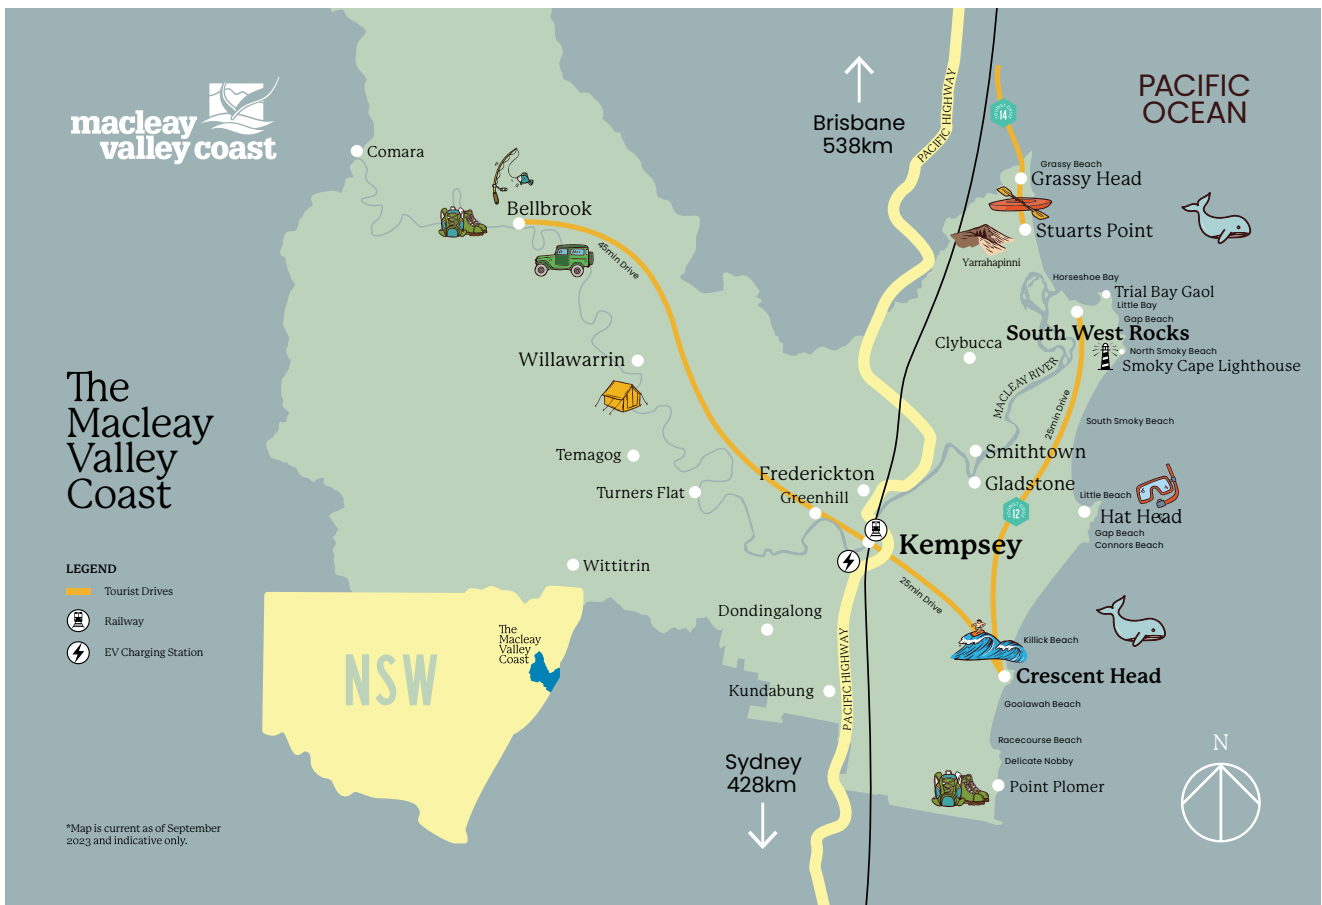 macleay
valley coast
The
Macleay
Valley
Coast
LEGEND
Tourist Drives
Railway
EV Charging Station
*Map is current as of September
2023 and indicative only.
NSW
The
Macleay
Valley
Coast
Comara
Bellbrook
45min Drive
Willawarrin
Temagog
Turners Flat
Wittitrin
Brisbane
538km
PACIFIC HIGHWAY
PACIFIC
OCEAN
14
Grassy Beach
Grassy Head
Stuarts Point
Yarrahapinni
Horseshoe Bay
Trial Bay Gaol
Little Bay
Gap Beach
South West Rocks
Clybucca
North Smoky Beach
Smoky Cape Lighthouse
MACLEAY RIVER
25min Drive
South Smoky Beach
Smithtown
Frederickton
Gladstone
Greenhill
Little Beach
12
Hat Head
Gap Beach
Connors Beach
Kempsey
25min Drive
Dondingalong
Killick Beach
Crescent Head
Kundabung
PACIFIC HIGHWAY
Goolawah Beach
Racecourse Beach
Delicate Nobby
Point Plomer
Sydney
428km
N